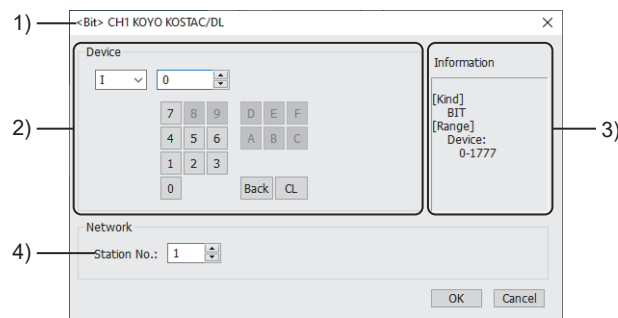 1) <Bit> CH1 KOYO KOSTAC/DL
Device
I 0
7 8 9 D E F
4 5 6 A B C
1 2 3
0 Back CL
2)
Information
[Kind]
BIT
[Range]
Device:
0-1777
3)
Network
4) Station No.: 1
OK Cancel